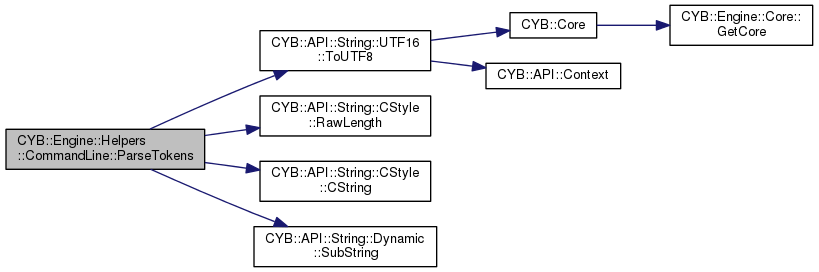 CYB::Engine::Helpers
::CommandLine::ParseTokens
CYB::API::String::UTF16
::ToUTF8
CYB::Core
CYB::Engine::Core::
GetCore
CYB::API::Context
CYB::API::String::CStyle
::RawLength
CYB::API::String::CStyle
::CString
CYB::API::String::Dynamic
::SubString